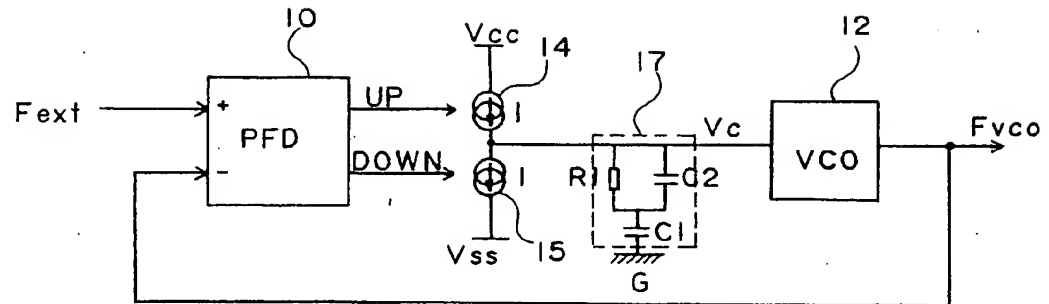 10
12
Vcc
14
17
Fext
+
PFD
-
UP
DOWN
I
I
Vc
VCO
Fvco
R1
C2
C1
Vss
15
G